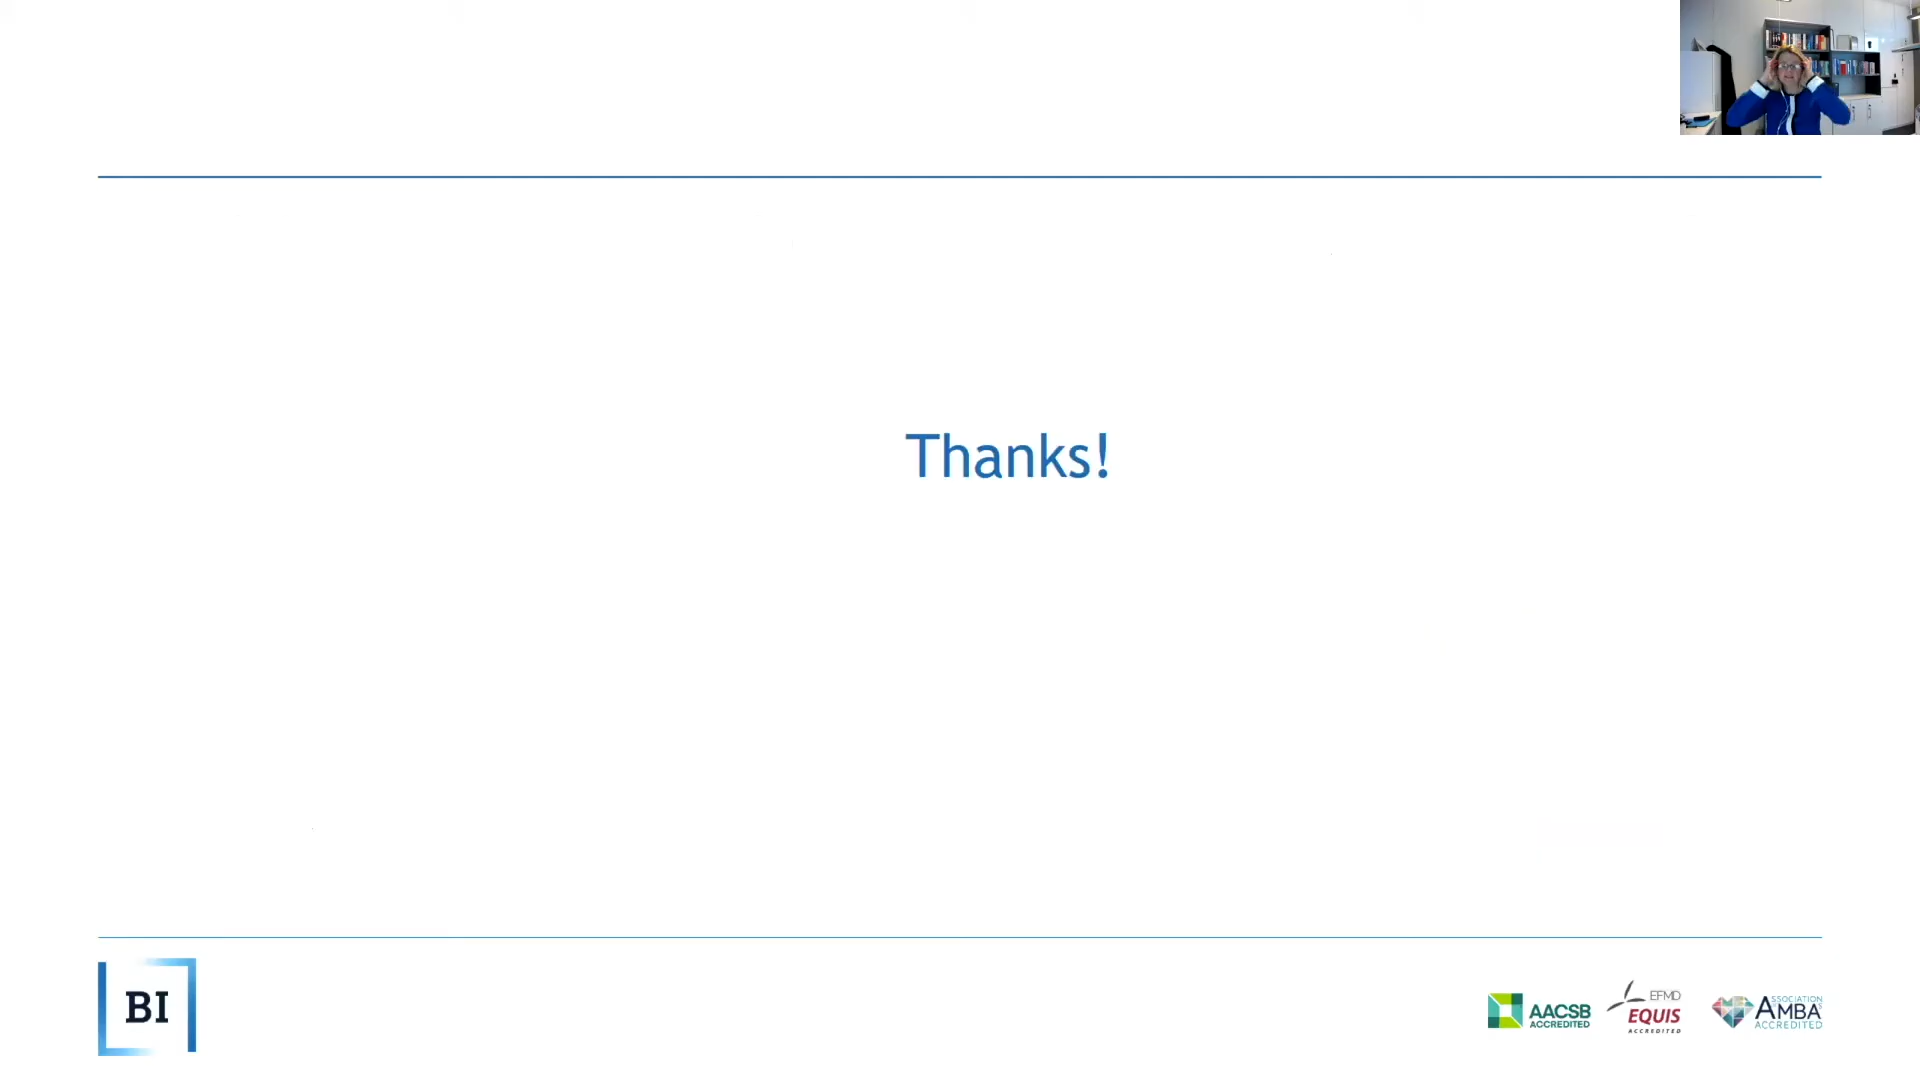 Thanks!
BI
AACSB
ACCREDITED
EFMD
EQUIS
ACCREDITED
ASSOCIATION
AMBA
ACCREDITED